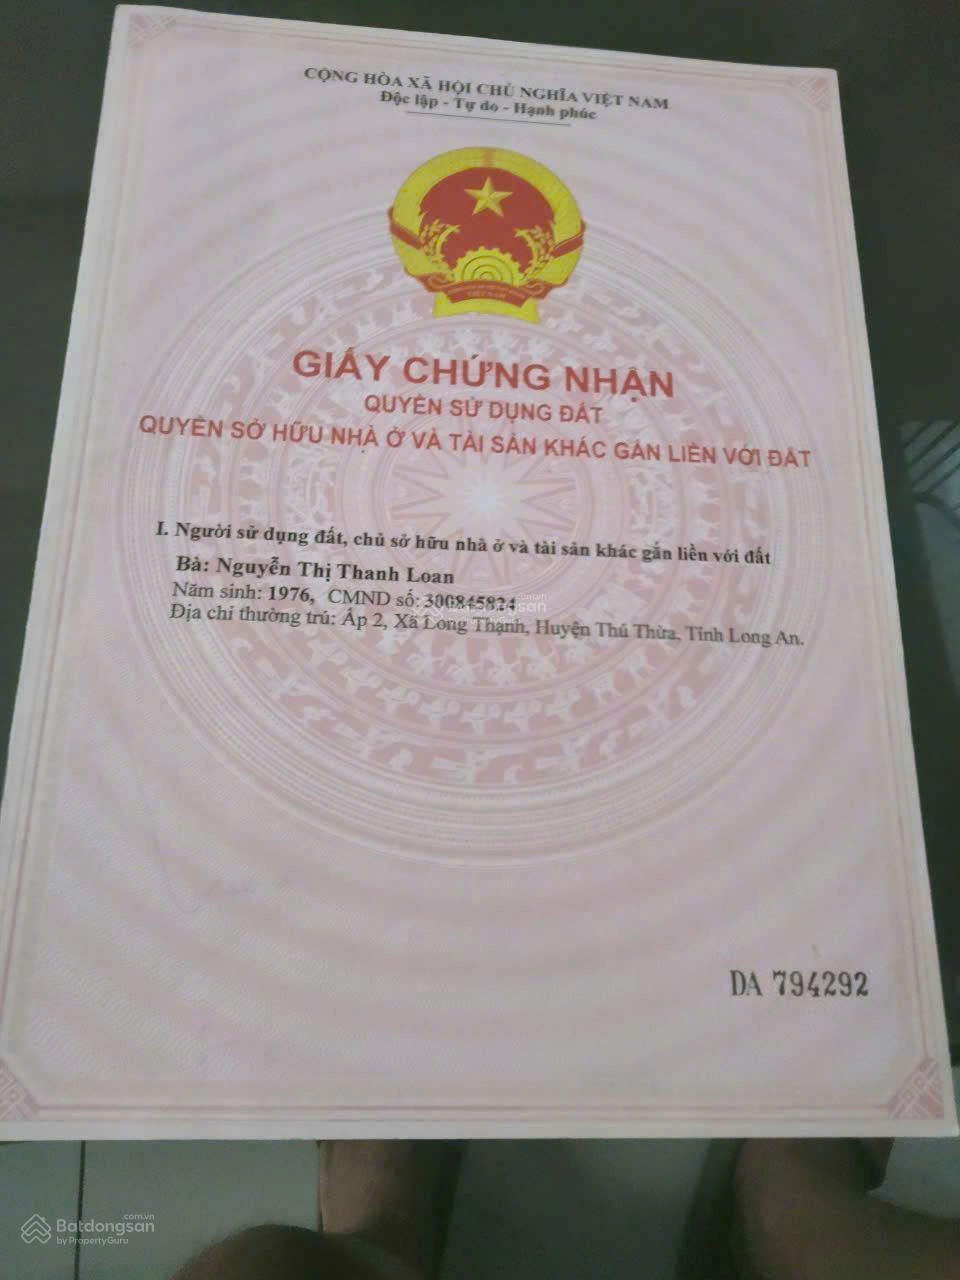 CỘNG HÒA XÃ HỘI CHỦ NGHĨA VIỆT NAM
Độc lập - Tự do - Hạnh phúc
GIẤY CHỨNG NHẬN
QUYỀN SỬ DỤNG ĐẤT
QUYỀN SỞ HỮU NHÀ Ở VÀ TÀI SẢN KHÁC GẮN LIỀN VỚI ĐẤT
I. Người sử dụng đất, chủ sở hữu nhà ở và tài sản khác gắn liền với đất
Bà: Nguyễn Thị Thanh Loan
Năm sinh: 1976, CMND số: 300845824
Địa chỉ thường trú: Ấp 2, Xã Long Thạnh, Huyện Thủ Thừa, Tỉnh Long An.
DA 794292
Batdongsan.com.vn
by PropertyGuru